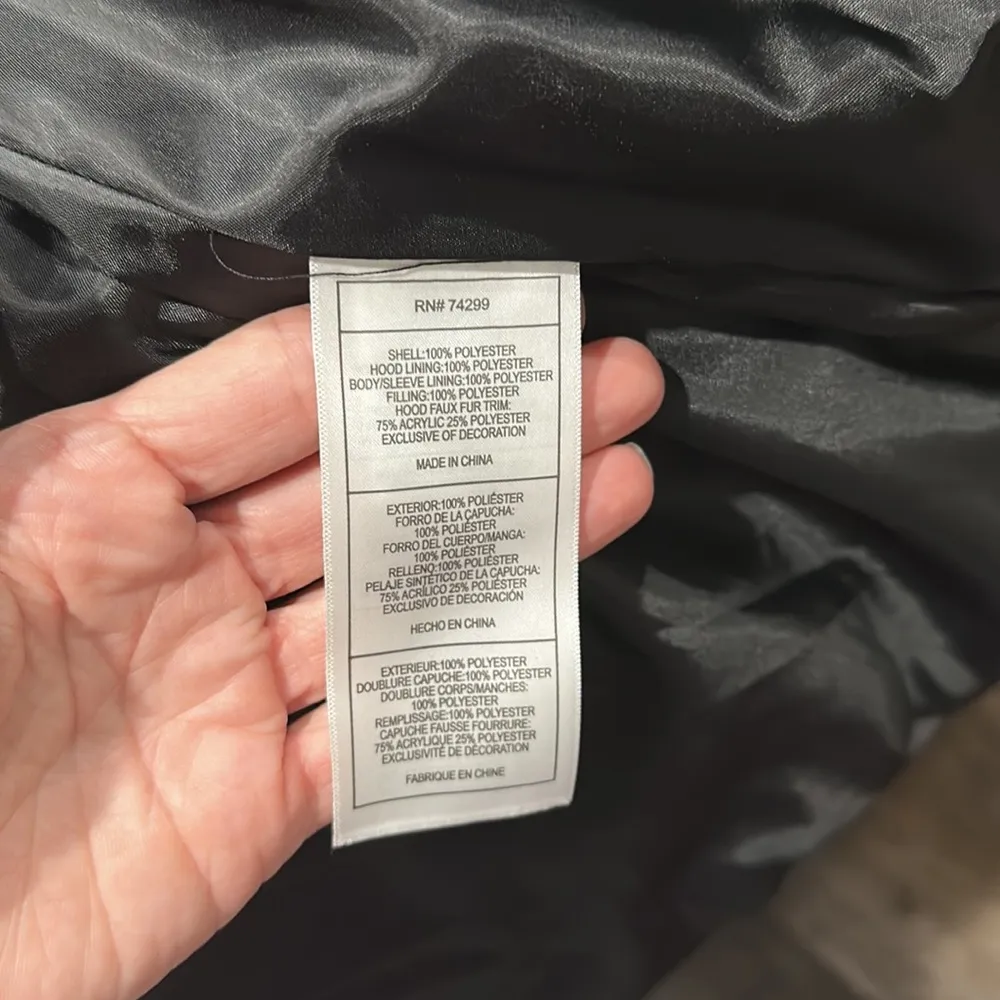 RN# 74299
SHELL:100% POLYESTER
HOOD LINING:100% POLYESTER
BODY/SLEEVE LINING:100% POLYESTER
FILLING:100% POLYESTER
HOOD FAUX FUR TRIM:
75% ACRYLIC 25% POLYESTER
EXCLUSIVE OF DECORATION
MADE IN CHINA
EXTERIOR:100% POLIÉSTER
FORRO DE LA CAPUCHA:
100% POLIÉSTER
FORRO DEL CUERPO/MANGA:
100% POLIÉSTER
RELLENO:100% POLIÉSTER
PELAJE SINTÉTICO DE LA CAPUCHA:
75% ACRÍLICO 25% POLIÉSTER
EXCLUSIVO DE DECORACIÓN
HECHO EN CHINA
EXTERIEUR:100% POLYESTER
DOUBLURE CAPUCHE:100% POLYESTER
DOUBLURE CORPS/MANCHES:
100% POLYESTER
REMPLISSAGE:100% POLYESTER
CAPUCHE FAUSSE FOURRURE:
75% ACRYLIQUE 25% POLYESTER
EXCLUSIVITÉ DE DÉCORATION
FABRIQUE EN CHINE